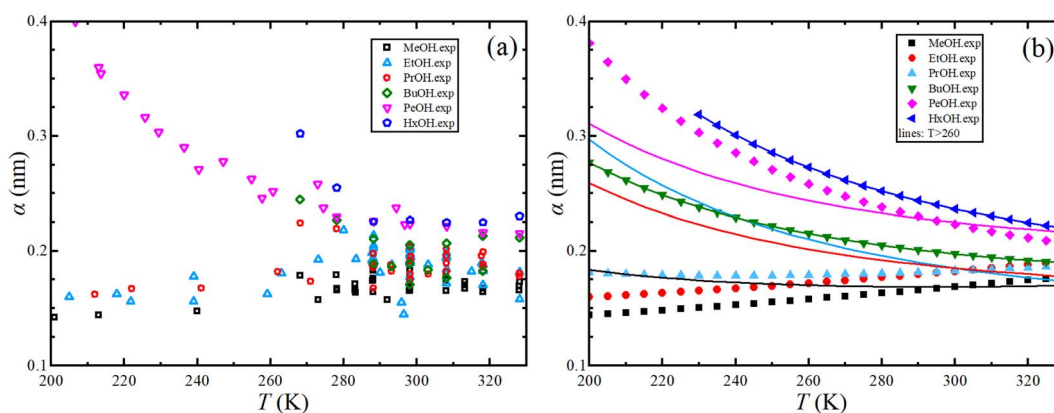 (a)
α (nm)
0.4
0.3
0.2
0.1
MeOH.exp
EtOH.exp
PrOH.exp
BuOH.exp
PeOH.exp
HxOH.exp
200 220 240 260 280 300 320
T (K)
(b)
α (nm)
0.4
0.3
0.2
0.1
MeOH.exp
EtOH.exp
PrOH.exp
BuOH.exp
PeOH.exp
HxOH.exp
lines: T>260
200 220 240 260 280 300 320
T (K)